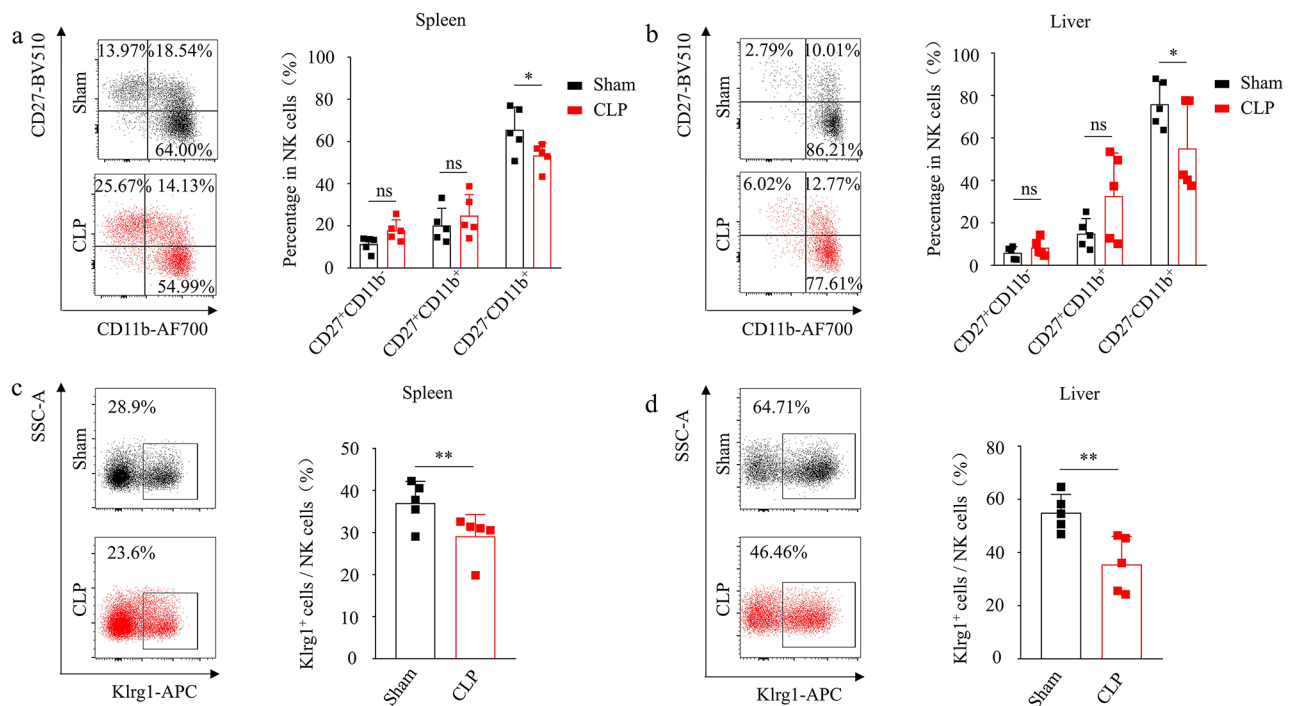 a
Spleen
CD27-BV510
Sham
13.97% 18.54%
64.00%
CLP
25.67% 14.13%
54.99%
CD11b-AF700
Percentage in NK cells (%)
100
80
60
40
20
0
ns
ns
*
Sham
CLP
CD27⁺CD11b⁻
CD27⁺CD11b⁺
CD27⁻CD11b⁺
b
Liver
CD27-BV510
Sham
2.79% 10.01%
86.21%
CLP
6.02% 12.77%
77.61%
CD11b-AF700
Percentage in NK cells (%)
100
80
60
40
20
0
ns
ns
*
Sham
CLP
CD27⁺CD11b⁻
CD27⁺CD11b⁺
CD27⁻CD11b⁺
c
Spleen
SSC-A
Sham
28.9%
CLP
23.6%
Klrg1-APC
Klrg1⁺ cells / NK cells (%)
50
40
30
20
10
0
**
Sham
CLP
d
Liver
SSC-A
Sham
64.71%
CLP
46.46%
Klrg1-APC
Klrg1⁺ cells / NK cells (%)
80
60
40
20
0
**
Sham
CLP